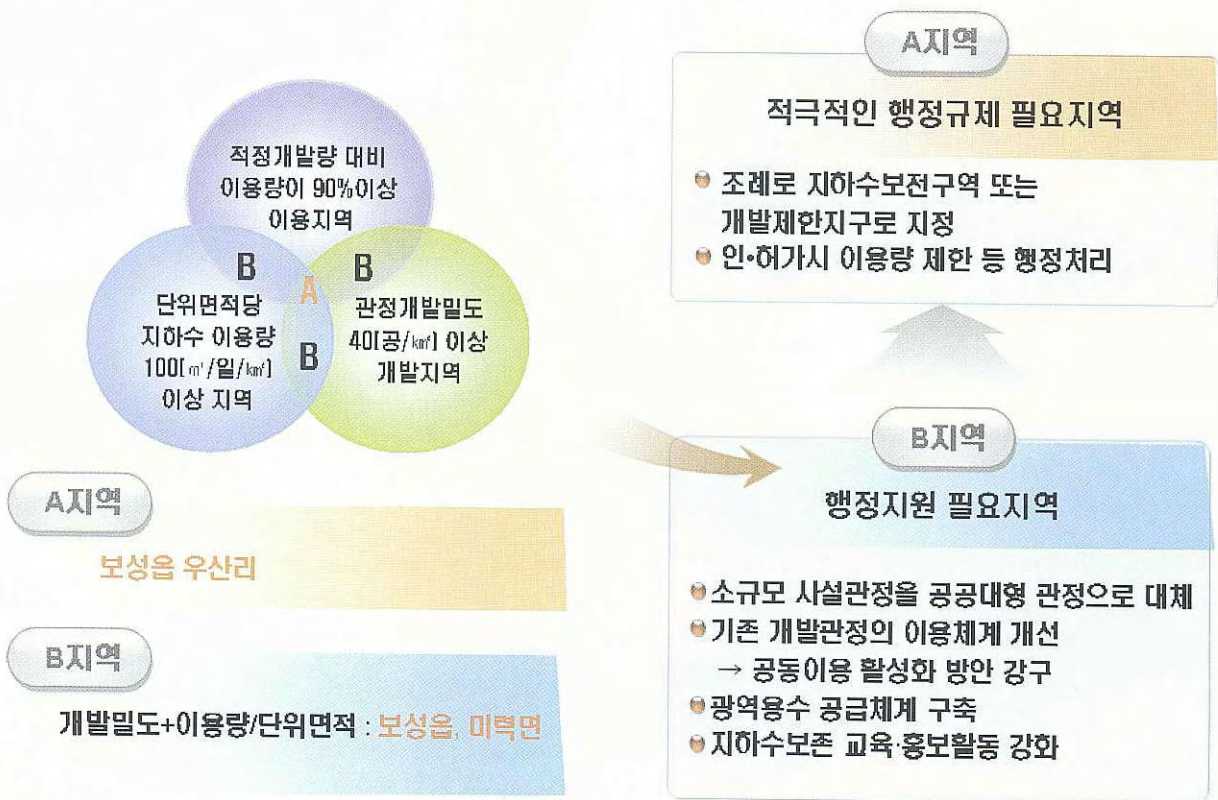 적정개발량 대비
이용량이 90%이상
이용지역
B
B
A
B
단위면적당
지하수 이용량
100[㎥/일/㎢]
이상 지역
관정개발밀도
40[공/㎢] 이상
개발지역
A지역
보성읍 우산리
B지역
개발밀도+이용량/단위면적 : 보성읍, 미력면
A지역
적극적인 행정규제 필요지역
조례로 지하수보전구역 또는
개발제한지구로 지정
인•허가시 이용량 제한 등 행정처리
B지역
행정지원 필요지역
소규모 사설관정을 공공대형 관정으로 대체
기존 개발관정의 이용체계 개선
→ 공동이용 활성화 방안 강구
광역용수 공급체계 구축
지하수보존 교육·홍보활동 강화